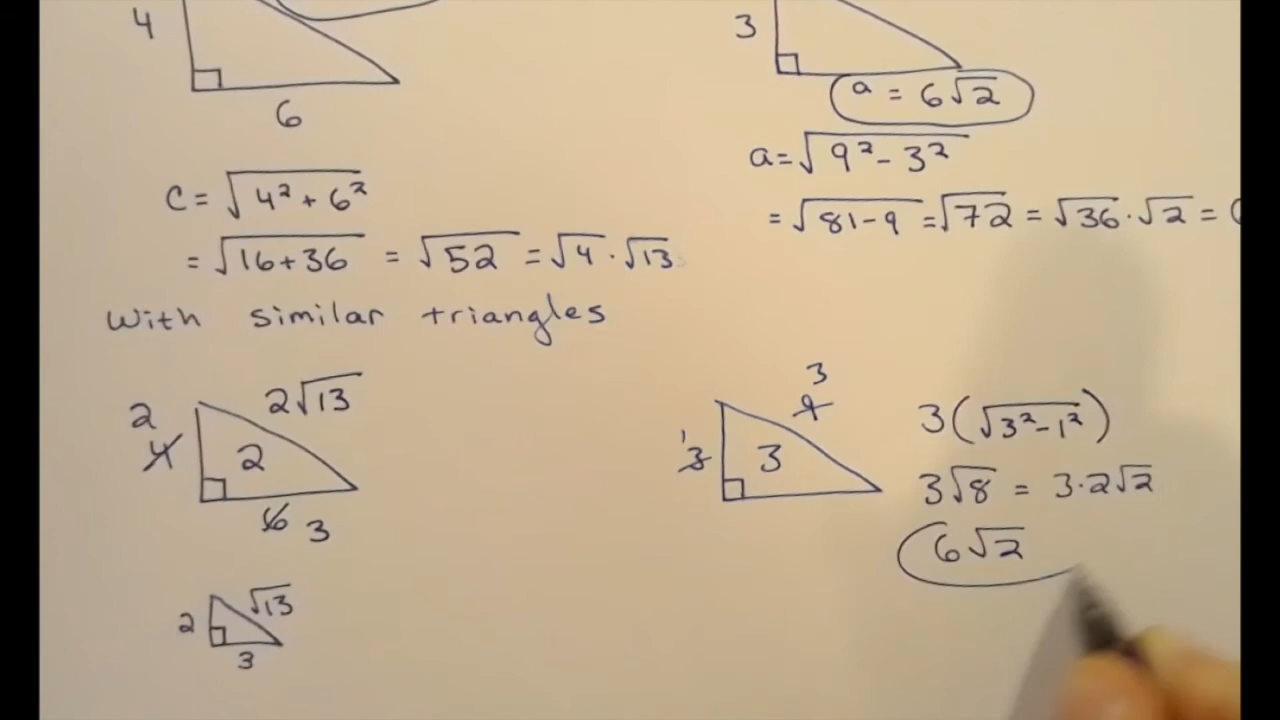 4
6
C = √4² + 6²
= √16+36 = √52 = √4 · √13
With similar triangles
2
4
2√13
2
6 3
2
√13
3
3
a = 6√2
a = √9² - 3²
= √81-9 = √72 = √36 · √2 =
3
9
1
3
3
3(√3²-1²)
3√8 = 3·2√2
6√2